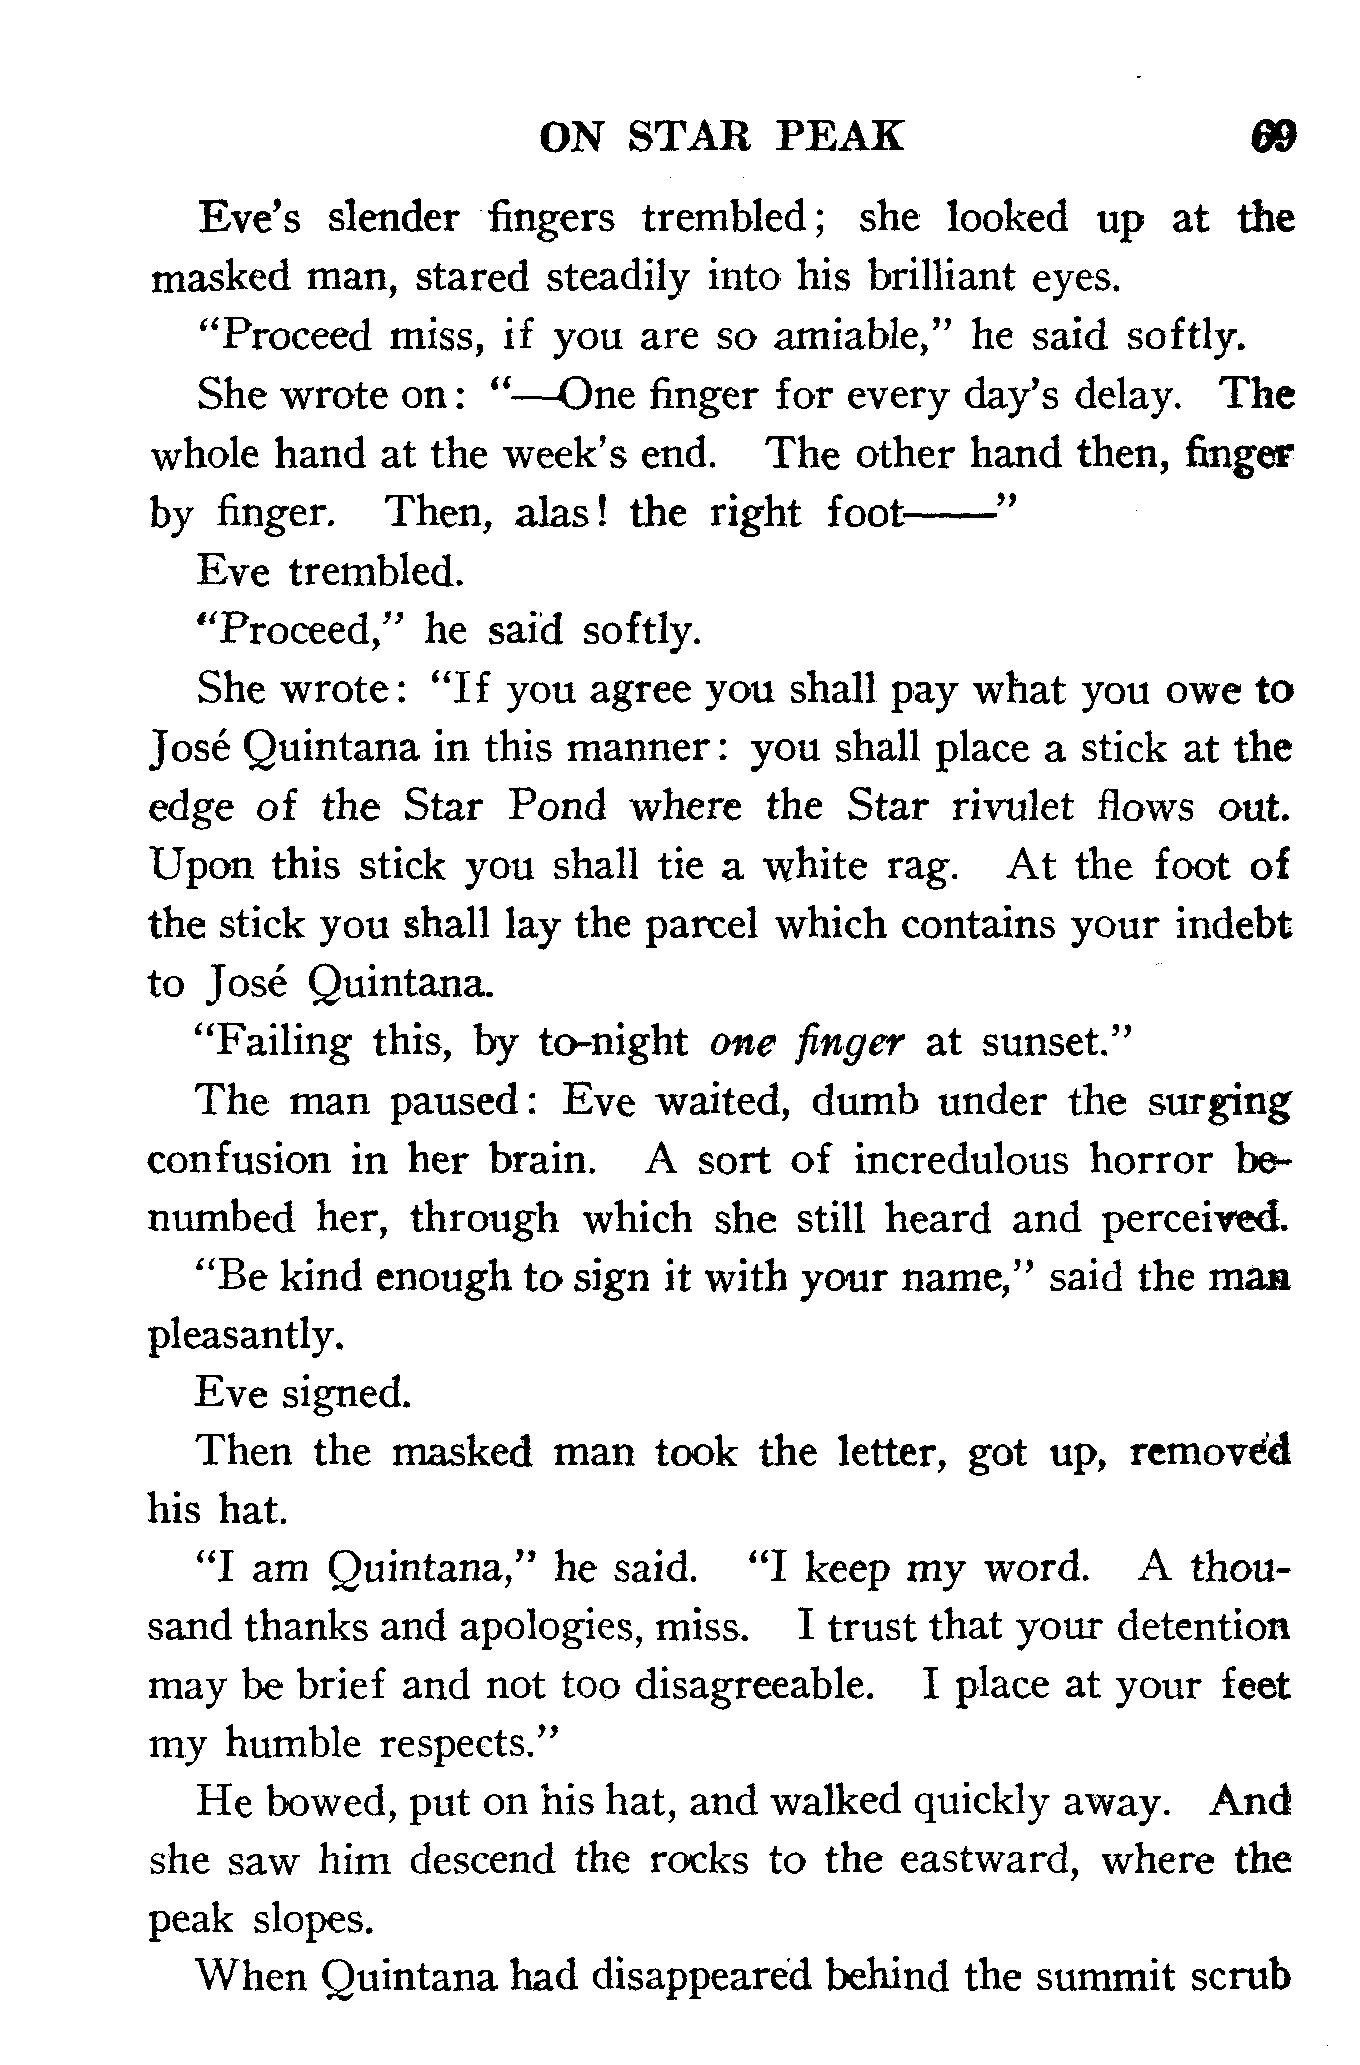 ON STAR PEAK 69
Eve's slender fingers trembled; she looked up at the
masked man, stared steadily into his brilliant eyes.
"Proceed miss, if you are so amiable," he said softly.
She wrote on: "—One finger for every day's delay. The
whole hand at the week's end. The other hand then, finger
by finger. Then, alas! the right foot——"
Eve trembled.
"Proceed," he said softly.
She wrote: "If you agree you shall pay what you owe to
José Quintana in this manner: you shall place a stick at the
edge of the Star Pond where the Star rivulet flows out.
Upon this stick you shall tie a white rag. At the foot of
the stick you shall lay the parcel which contains your indebt
to José Quintana.
"Failing this, by to-night one finger at sunset."
The man paused: Eve waited, dumb under the surging
confusion in her brain. A sort of incredulous horror be-
numbed her, through which she still heard and perceived.
"Be kind enough to sign it with your name," said the man
pleasantly.
Eve signed.
Then the masked man took the letter, got up, removed
his hat.
"I am Quintana," he said. "I keep my word. A thou-
sand thanks and apologies, miss. I trust that your detention
may be brief and not too disagreeable. I place at your feet
my humble respects."
He bowed, put on his hat, and walked quickly away. And
she saw him descend the rocks to the eastward, where the
peak slopes.
When Quintana had disappeared behind the summit scrub